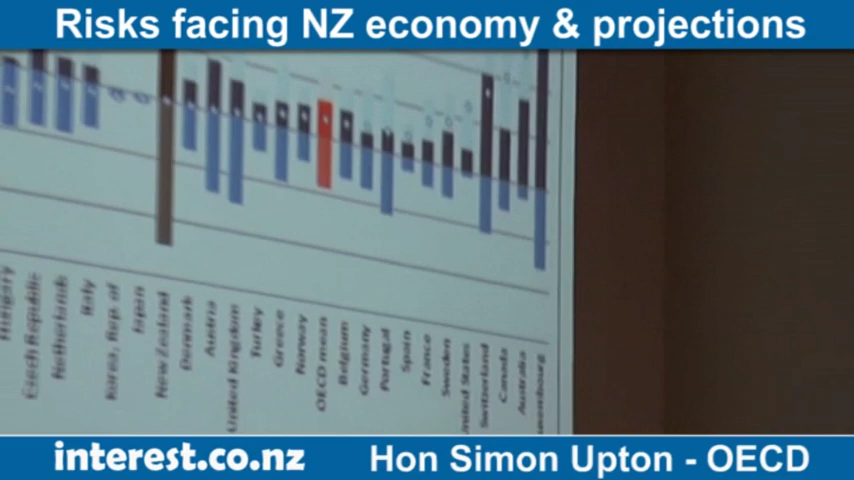 Risks facing NZ economy & projections
Hungary
Czech Republic
Netherlands
Italy
Korea, Rep. of
Japan
New Zealand
Denmark
Austria
United Kingdom
Turkey
Greece
Norway
OECD mean
Belgium
Germany
Portugal
Spain
France
Sweden
United States
Switzerland
Canada
Australia
interest.co.nz
Hon Simon Upton - OECD